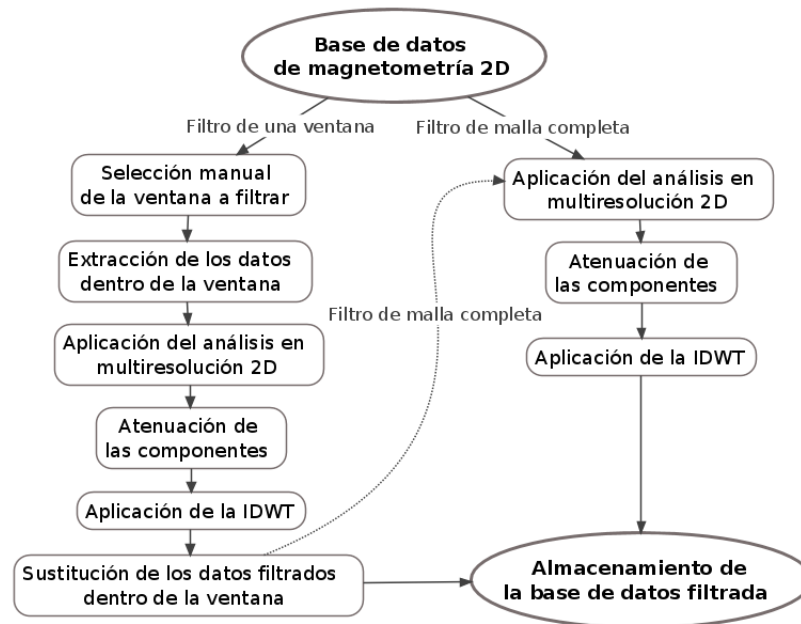 Base de datos
de magnetometría 2D
Filtro de una ventana
Filtro de malla completa
Selección manual
de la ventana a filtrar
Extracción de los datos
dentro de la ventana
Aplicación del análisis en
multiresolución 2D
Atenuación de
las componentes
Aplicación de la IDWT
Sustitución de los datos filtrados
dentro de la ventana
Filtro de malla completa
Aplicación del análisis en
multiresolución 2D
Atenuación de
las componentes
Aplicación de la IDWT
Almacenamiento de
la base de datos filtrada